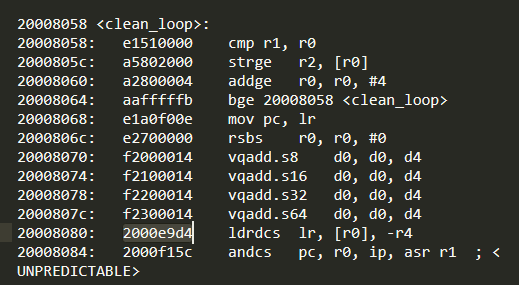 20008058 <clean_loop>:
20008058: e1510000 cmp r1, r0
2000805c: a5802000 strge r2, [r0]
20008060: a2800004 addge r0, r0, #4
20008064: aafffffb bge 20008058 <clean_loop>
20008068: e1a0f00e mov pc, lr
2000806c: e2700000 rsbs r0, r0, #0
20008070: f2000014 vqadd.s8 d0, d0, d4
20008074: f2100014 vqadd.s16 d0, d0, d4
20008078: f2200014 vqadd.s32 d0, d0, d4
2000807c: f2300014 vqadd.s64 d0, d0, d4
20008080: 2000e9d4 ldrdcs lr, [r0], -r4
20008084: 2000f15c andcs pc, r0, ip, asr r1 ; <
UNPREDICTABLE>